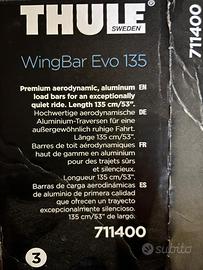 THULE
SWEDEN
WingBar Evo 135
711400
Premium aerodynamic, aluminum EN
load bars for an exceptionally
quiet ride. Length 135 cm/53".
Hochwertige aerodynamische DE
Aluminium-Traversen für eine
außergewöhnlich ruhige Fahrt.
Länge 135 cm/53".
Barres de toit aérodynamiques FR
haut de gamme en aluminium
pour des trajets sûrs
et silencieux.
Longueur 135 cm/53".
Barras de carga aerodinámicas ES
de aluminio de primera calidad
que ofrecen un trayecto
excepcionalmente silencioso.
135 cm/53" de largo.
711400
3
subito